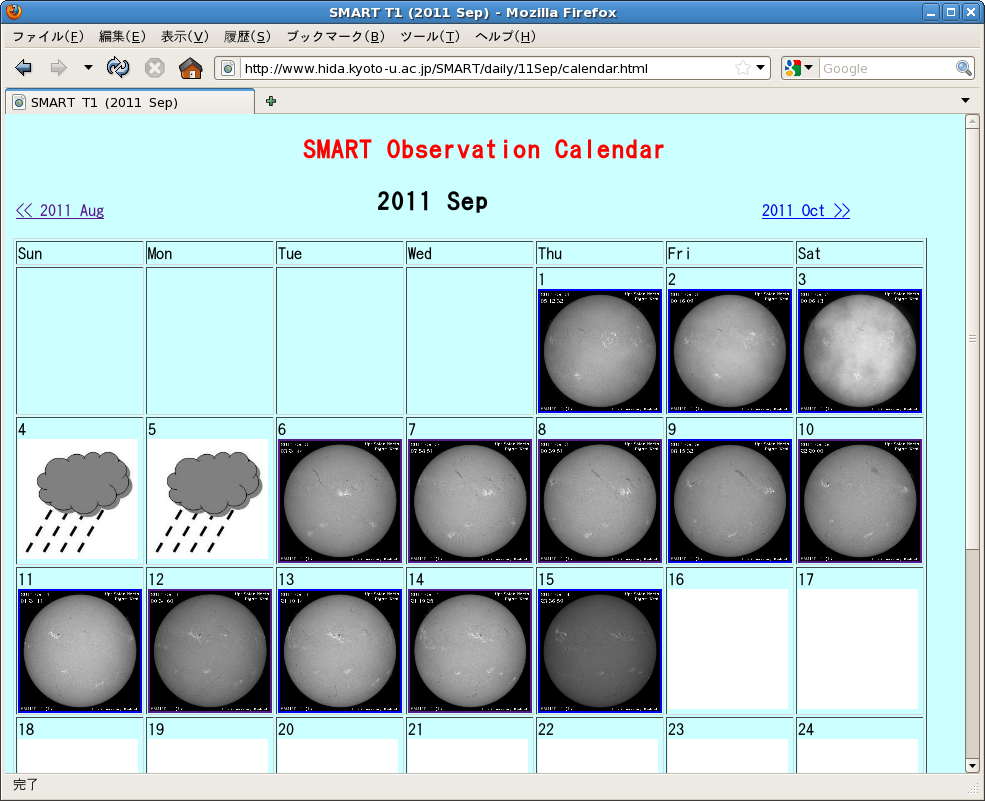 SMART T1 (2011 Sep) - Mozilla Firefox
ファイル(F) 編集(E) 表示(V) 履歴(S) ブックマーク(B) ツール(T) ヘルプ(H)
http://www.hida.kyoto-u.ac.jp/SMART/daily/11Sep/calendar.html Google
SMART T1 (2011 Sep)
SMART Observation Calendar
<< 2011 Aug 2011 Sep 2011 Oct >>
Sun Mon Tue Wed Thu Fri Sat
1 2 3
4 5 6 7 8 9 10
11 12 13 14 15 16 17
18 19 20 21 22 23 24
完了